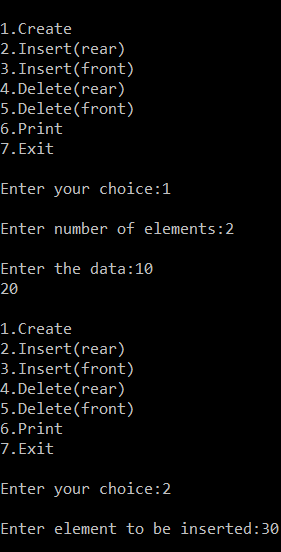 1.Create
2.Insert(rear)
3.Insert(front)
4.Delete(rear)
5.Delete(front)
6.Print
7.Exit
Enter your choice:1
Enter number of elements:2
Enter the data:10
20
1.Create
2.Insert(rear)
3.Insert(front)
4.Delete(rear)
5.Delete(front)
6.Print
7.Exit
Enter your choice:2
Enter element to be inserted:30